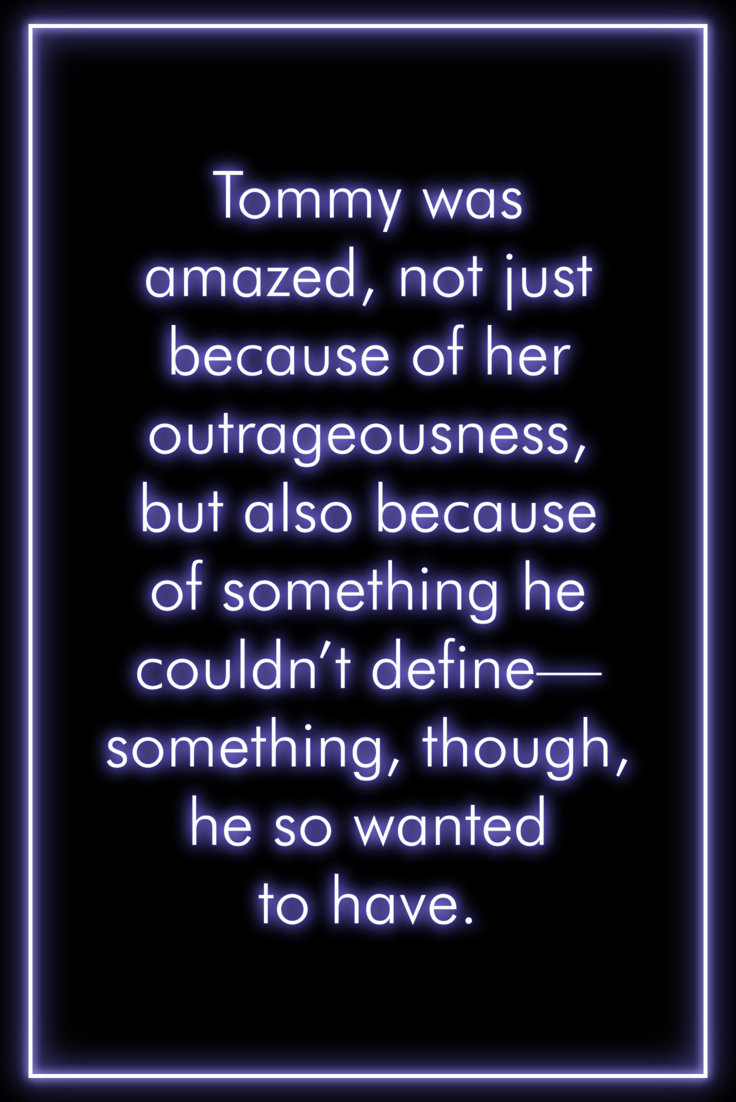 Tommy was
amazed, not just
because of her
outrageousness,
but also because
of something he
couldn’t define—
something, though,
he so wanted
to have.